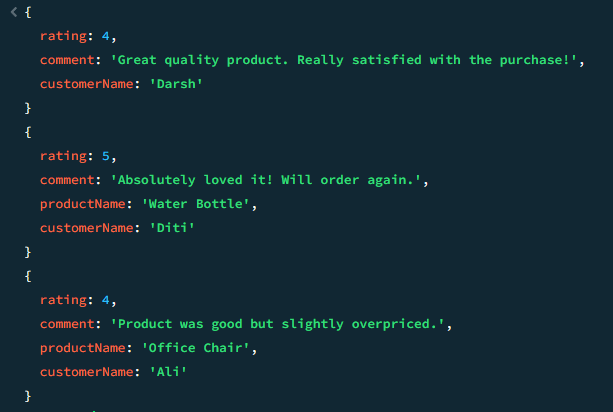 {
rating: 4,
comment: 'Great quality product. Really satisfied with the purchase!',
customerName: 'Darsh'
}
{
rating: 5,
comment: 'Absolutely loved it! Will order again.',
productName: 'Water Bottle',
customerName: 'Diti'
}
{
rating: 4,
comment: 'Product was good but slightly overpriced.',
productName: 'Office Chair',
customerName: 'Ali'
}